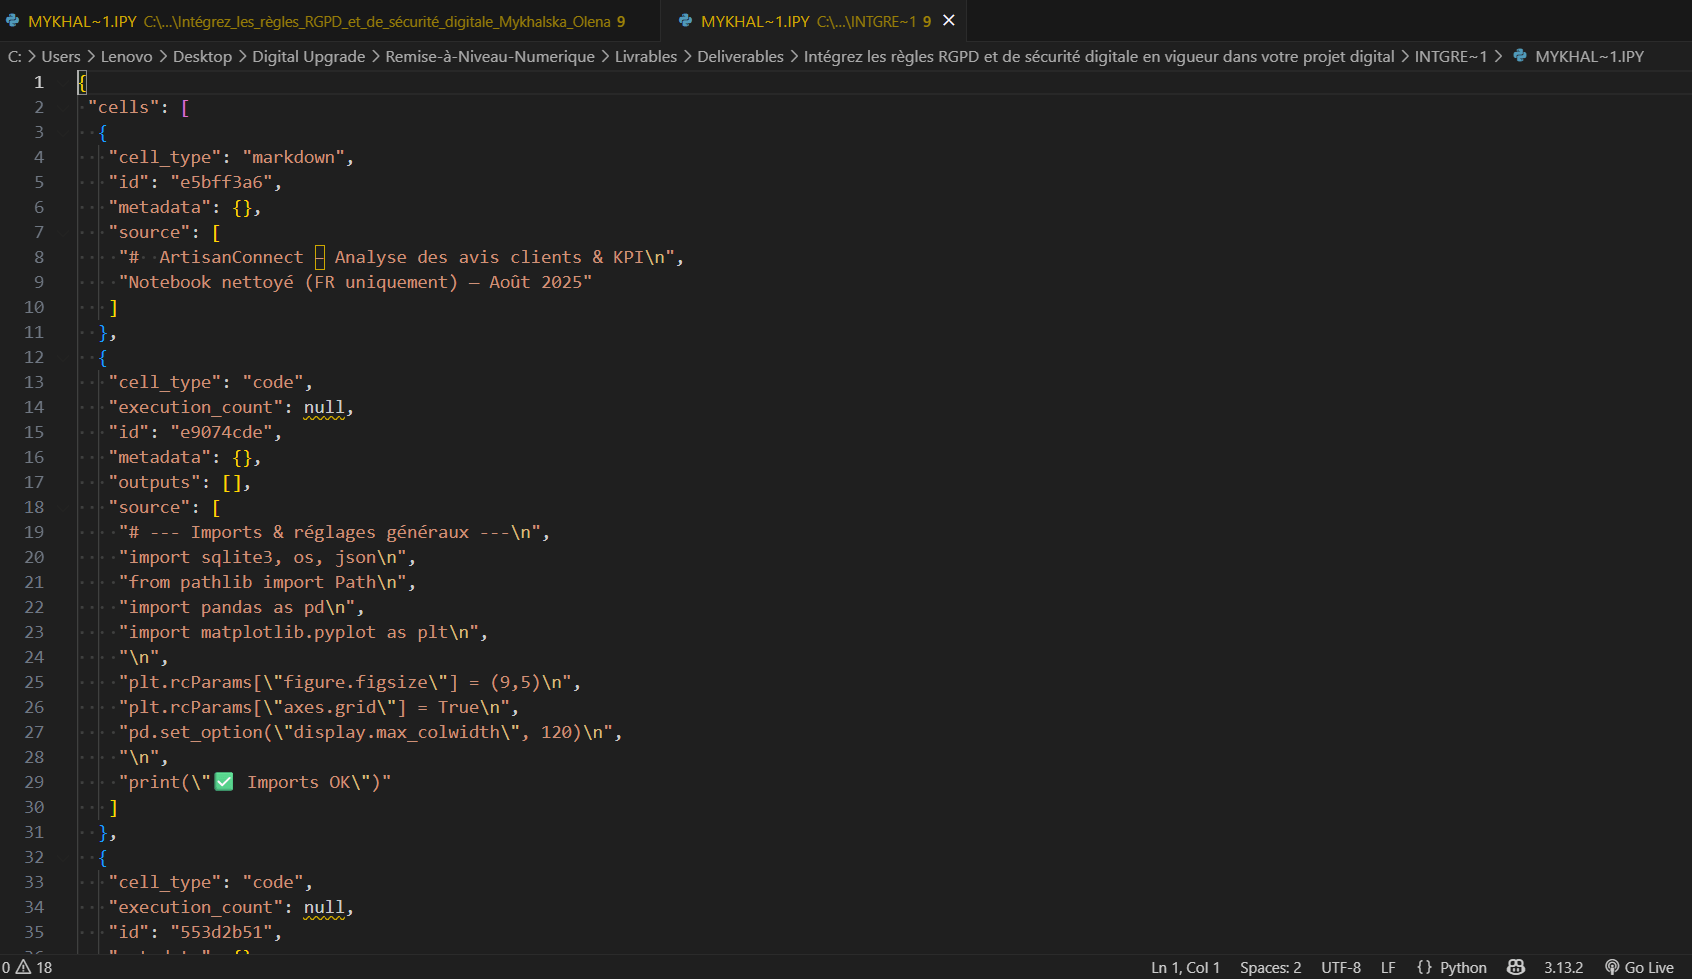 MYKHAL~1.IPY C:\...\Intégrez_les_règles_RGPD_et_de_sécurité_digitale_Mykhalska_Olena 9
MYKHAL~1.IPY C:\...\INTGRE~1 9
C: > Users > Lenovo > Desktop > Digital Upgrade > Remise-à-Niveau-Numerique > Livrables > Deliverables > Intégrez les règles RGPD et de sécurité digitale en vigueur dans votre projet digital > INTGRE~1 > MYKHAL~1.IPY
1 {
2 "cells": [
3 {
4 "cell_type": "markdown",
5 "id": "e5bff3a6",
6 "metadata": {},
7 "source": [
8 "#  ArtisanConnect – Analyse des avis clients & KPI\n",
9 "Notebook nettoyé (FR uniquement) — Août 2025"
10 ]
11 },
12 {
13 "cell_type": "code",
14 "execution_count": null,
15 "id": "e9074cde",
16 "metadata": {},
17 "outputs": [],
18 "source": [
19 "# --- Imports & réglages généraux ---\n",
20 "import sqlite3, os, json\n",
21 "from pathlib import Path\n",
22 "import pandas as pd\n",
23 "import matplotlib.pyplot as plt\n",
24 "\n",
25 "plt.rcParams[\"figure.figsize\"] = (9,5)\n",
26 "plt.rcParams[\"axes.grid\"] = True\n",
27 "pd.set_option(\"display.max_colwidth\", 120)\n",
28 "\n",
29 "print(\"✅ Imports OK\")"
30 ]
31 },
32 {
33 "cell_type": "code",
34 "execution_count": null,
35 "id": "553d2b51",
0 18 Ln 1, Col 1 Spaces: 2 UTF-8 LF {} Python 3.13.2 Go Live